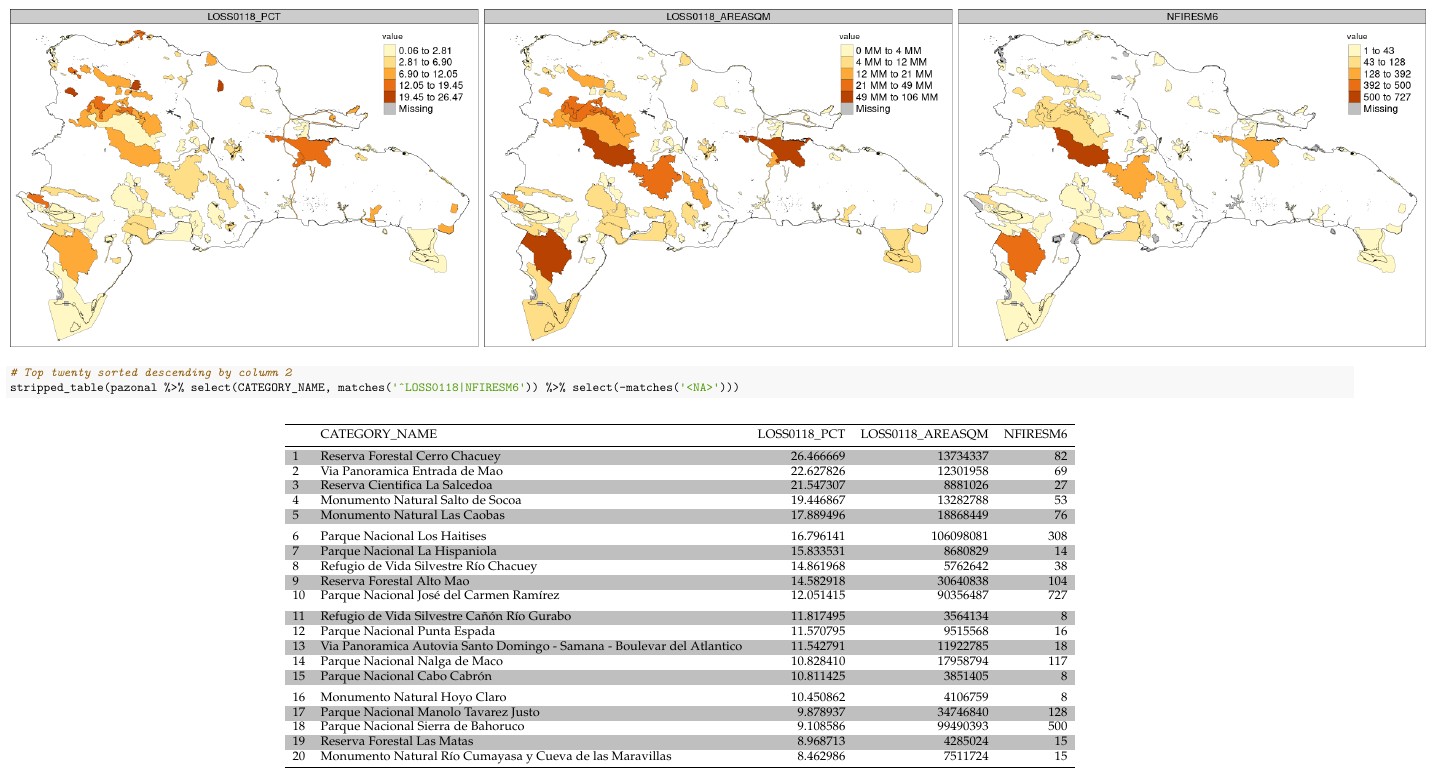 LOSS0118_PCT
value
0.06 to 2.81
2.81 to 6.90
6.90 to 12.05
12.05 to 19.45
19.45 to 26.47
Missing
LOSS0118_AREASQM
value
0 MM to 4 MM
4 MM to 12 MM
12 MM to 21 MM
21 MM to 49 MM
49 MM to 106 MM
Missing
NFIRESM6
value
1 to 43
43 to 128
128 to 392
392 to 500
500 to 727
Missing
# Top twenty sorted descending by column 2
stripped_table(pazonal %>% select(CATEGORY_NAME, matches('^LOSS0118|NFIRESM6')) %>% select(-matches('<NA>')))
CATEGORY_NAME LOSS0118_PCT LOSS0118_AREASQM NFIRESM6
1 Reserva Forestal Cerro Chacuey 26.466669 13734337 82
2 Via Panoramica Entrada de Mao 22.627826 12301958 69
3 Reserva Cientifica La Salcedoa 21.547307 8881026 27
4 Monumento Natural Salto de Socoa 19.446867 13282788 53
5 Monumento Natural Las Caobas 17.889496 18868449 76
6 Parque Nacional Los Haitises 16.796141 106098081 308
7 Parque Nacional La Hispaniola 15.833531 8680829 14
8 Refugio de Vida Silvestre Río Chacuey 14.861968 5762642 38
9 Reserva Forestal Alto Mao 14.582918 30640838 104
10 Parque Nacional José del Carmen Ramírez 12.051415 90356487 727
11 Refugio de Vida Silvestre Cañón Río Gurabo 11.817495 3564134 8
12 Parque Nacional Punta Espada 11.570795 9515568 16
13 Via Panoramica Autovia Santo Domingo - Samana - Boulevar del Atlantico 11.542791 11922785 18
14 Parque Nacional Nalga de Maco 10.828410 17958794 117
15 Parque Nacional Cabo Cabrón 10.811425 3851405 8
16 Monumento Natural Hoyo Claro 10.450862 4106759 8
17 Parque Nacional Manolo Tavarez Justo 9.878937 34746840 128
18 Parque Nacional Sierra de Bahoruco 9.108586 99490393 500
19 Reserva Forestal Las Matas 8.968713 4285024 15
20 Monumento Natural Río Cumayasa y Cueva de las Maravillas 8.462986 7511724 15